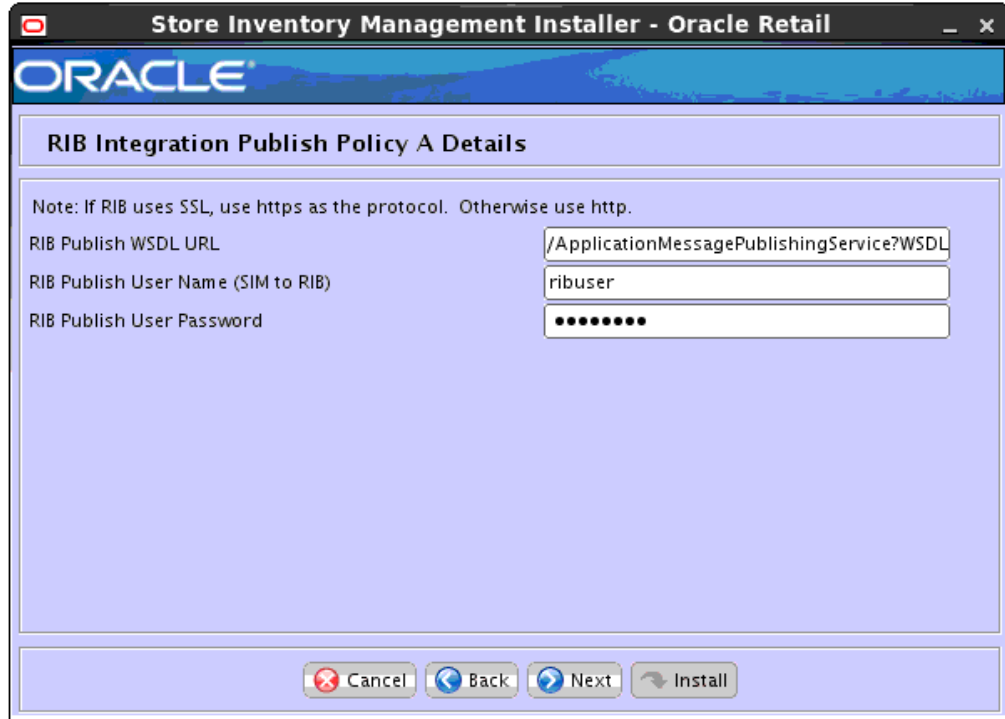 Store Inventory Management Installer - Oracle Retail
ORACLE
RIB Integration Publish Policy A Details
Note: If RIB uses SSL, use https as the protocol. Otherwise use http.
RIB Publish WSDL URL /ApplicationMessagePublishingService?WSDL
RIB Publish User Name (SIM to RIB) ribuser
RIB Publish User Password ••••••••
Cancel Back Next Install